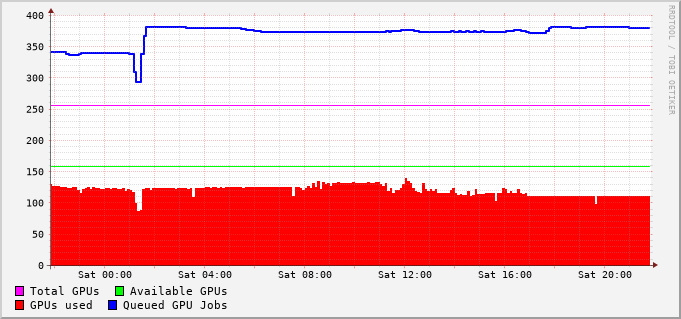 400
350
300
250
200
150
100
50
0
Sat 00:00 Sat 04:00 Sat 08:00 Sat 12:00 Sat 16:00 Sat 20:00
Total GPUs Available GPUs
GPUs used Queued GPU Jobs
RRDTOOL / TOBI OETIKER